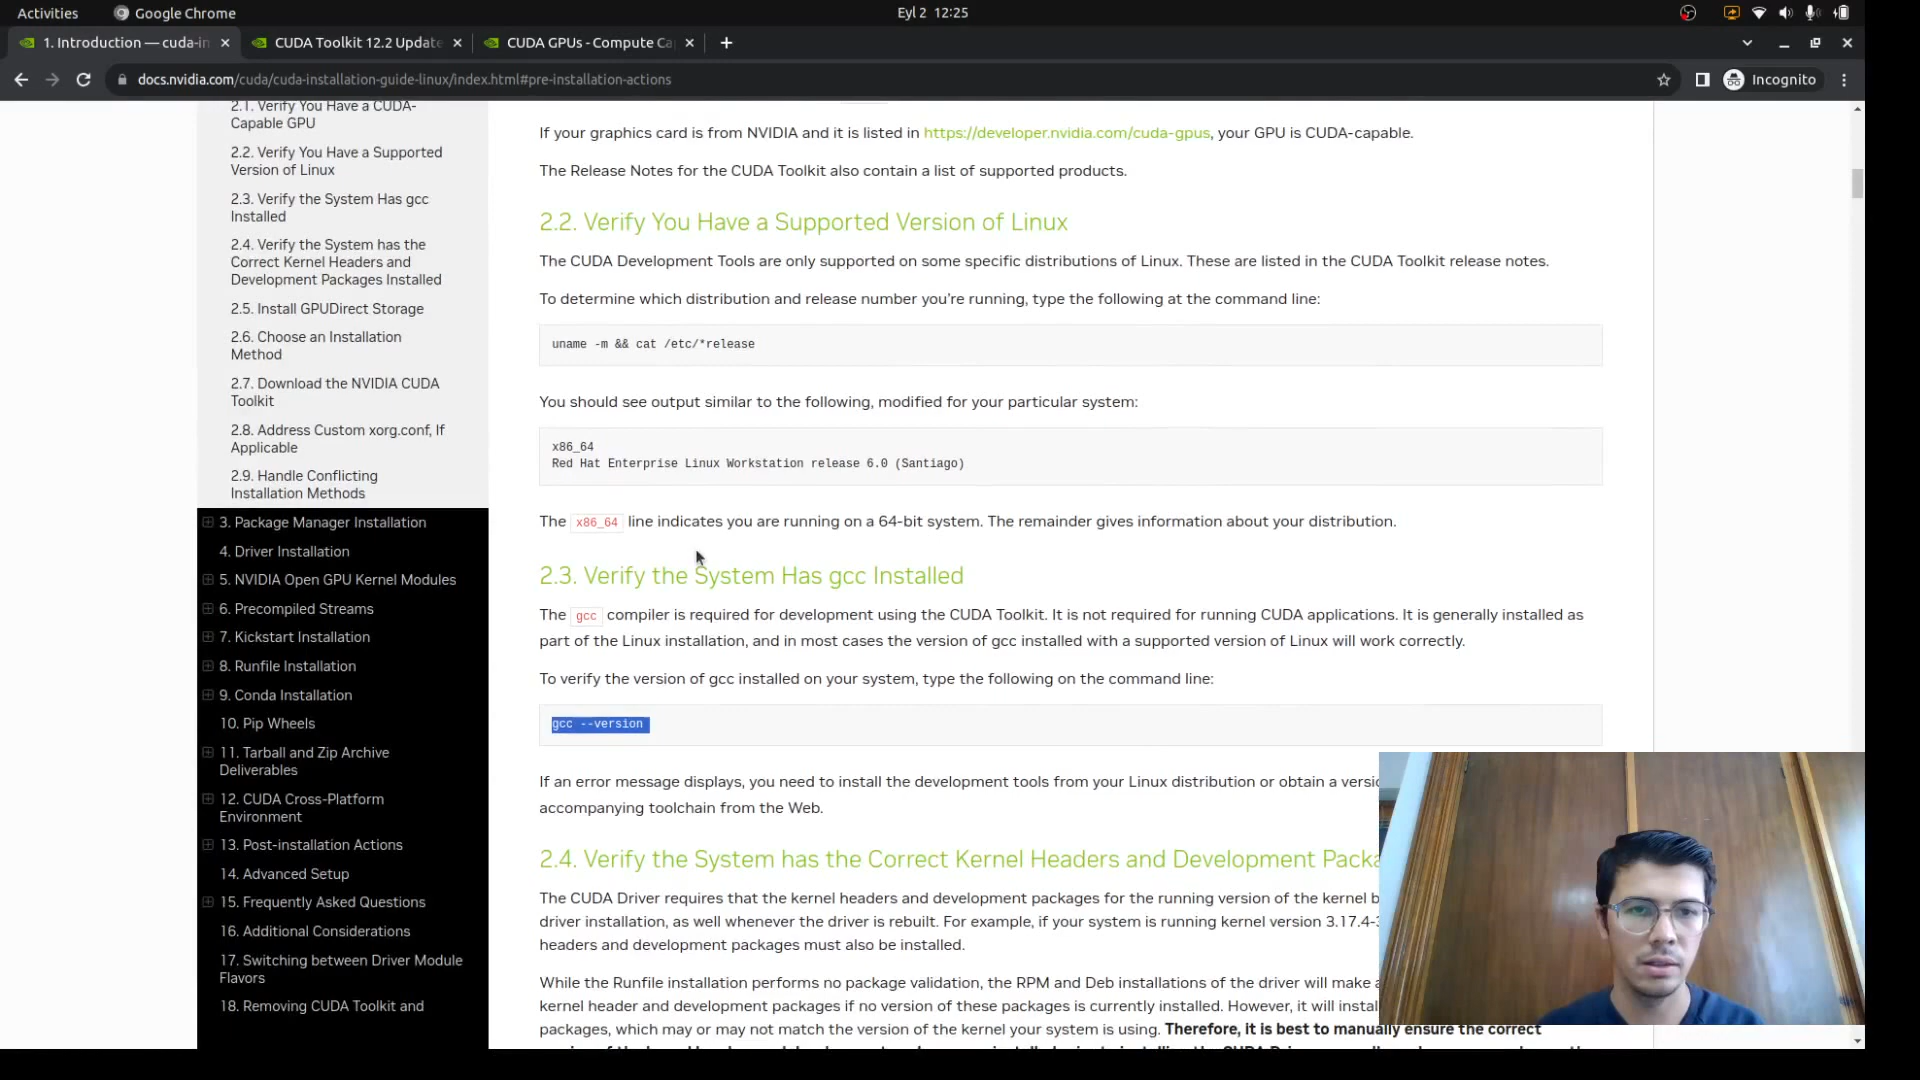 Activities
Google Chrome
Eyl 2 12:25
1. Introduction — cuda-in
CUDA Toolkit 12.2 Update
CUDA GPUs - Compute Ca
docs.nvidia.com/cuda/cuda-installation-guide-linux/index.html#pre-installation-actions
Incognito
2.1. Verify You Have a CUDA-
Capable GPU
2.2. Verify You Have a Supported
Version of Linux
2.3. Verify the System Has gcc
Installed
2.4. Verify the System has the
Correct Kernel Headers and
Development Packages Installed
2.5. Install GPUDirect Storage
2.6. Choose an Installation
Method
2.7. Download the NVIDIA CUDA
Toolkit
2.8. Address Custom xorg.conf, If
Applicable
2.9. Handle Conflicting
Installation Methods
3. Package Manager Installation
4. Driver Installation
5. NVIDIA Open GPU Kernel Modules
6. Precompiled Streams
7. Kickstart Installation
8. Runfile Installation
9. Conda Installation
10. Pip Wheels
11. Tarball and Zip Archive
Deliverables
12. CUDA Cross-Platform
Environment
13. Post-installation Actions
14. Advanced Setup
15. Frequently Asked Questions
16. Additional Considerations
17. Switching between Driver Module
Flavors
18. Removing CUDA Toolkit and
If your graphics card is from NVIDIA and it is listed in https://developer.nvidia.com/cuda-gpus, your GPU is CUDA-capable.
The Release Notes for the CUDA Toolkit also contain a list of supported products.
2.2. Verify You Have a Supported Version of Linux
The CUDA Development Tools are only supported on some specific distributions of Linux. These are listed in the CUDA Toolkit release notes.
To determine which distribution and release number you're running, type the following at the command line:
uname -m && cat /etc/*release
You should see output similar to the following, modified for your particular system:
x86_64
Red Hat Enterprise Linux Workstation release 6.0 (Santiago)
The x86_64 line indicates you are running on a 64-bit system. The remainder gives information about your distribution.
2.3. Verify the System Has gcc Installed
The gcc compiler is required for development using the CUDA Toolkit. It is not required for running CUDA applications. It is generally installed as
part of the Linux installation, and in most cases the version of gcc installed with a supported version of Linux will work correctly.
To verify the version of gcc installed on your system, type the following on the command line:
gcc --version
If an error message displays, you need to install the development tools from your Linux distribution or obtain a versi
accompanying toolchain from the Web.
2.4. Verify the System has the Correct Kernel Headers and Development Packa
The CUDA Driver requires that the kernel headers and development packages for the running version of the kernel b
driver installation, as well whenever the driver is rebuilt. For example, if your system is running kernel version 3.17.4-3
headers and development packages must also be installed.
While the Runfile installation performs no package validation, the RPM and Deb installations of the driver will make a
kernel header and development packages if no version of these packages is currently installed. However, it will instal
packages, which may or may not match the version of the kernel your system is using. Therefore, it is best to manually ensure the correct